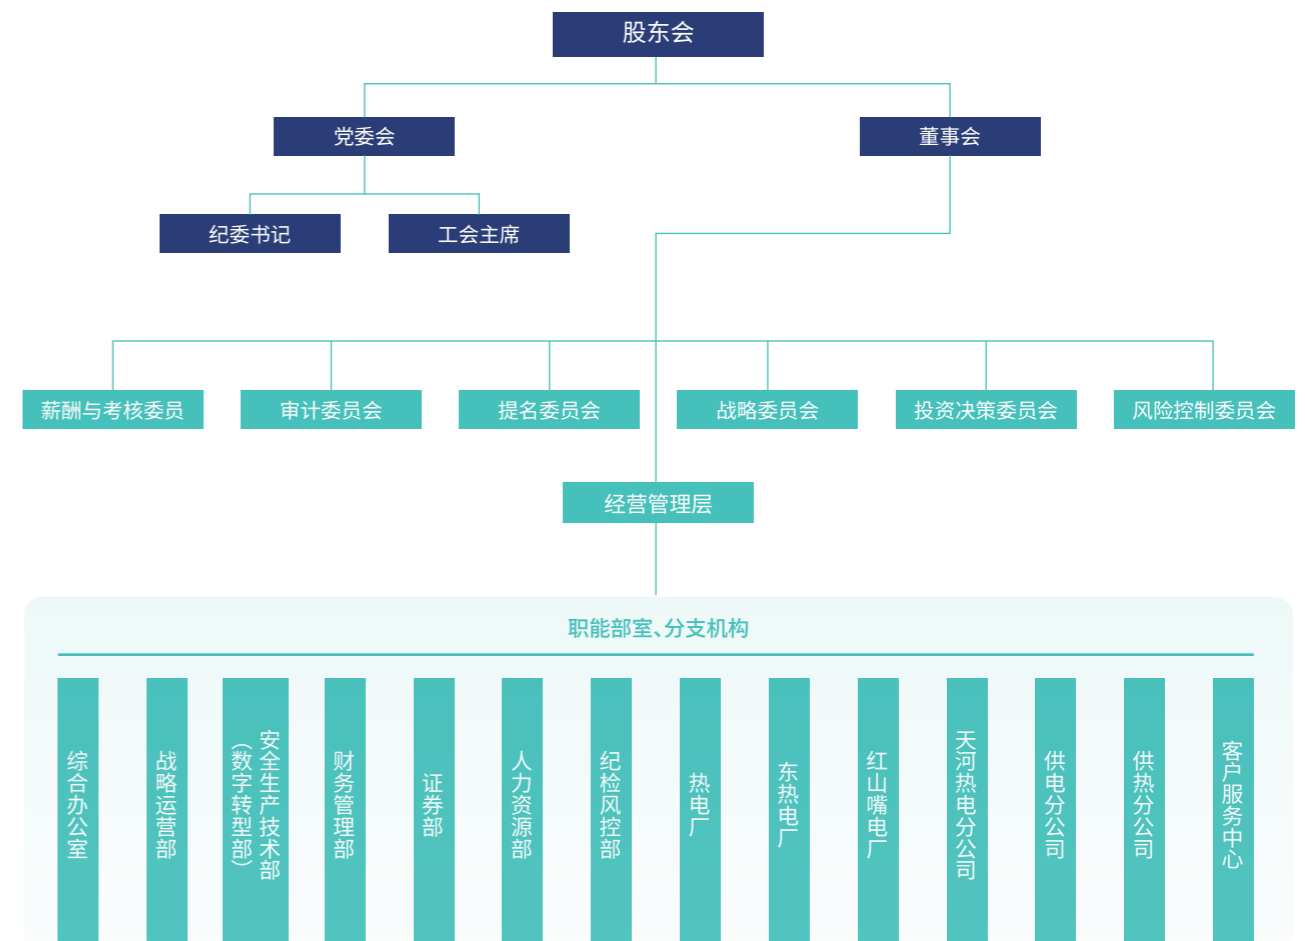 股东会
党委会
董事会
纪委书记
工会主席
薪酬与考核委员
审计委员会
提名委员会
战略委员会
投资决策委员会
风险控制委员会
经营管理层
职能部室、分支机构
综合办公室
战略运营部
安全生产技术部
（数字转型部）
财务管理部
证券部
人力资源部
纪检风控部
热电厂
东热电厂
红山嘴电厂
天河热电分公司
供电分公司
供热分公司
客户服务中心